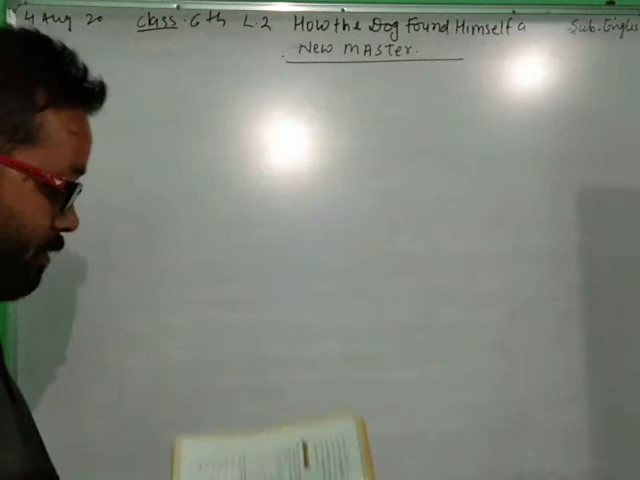 4 Aug 20 Class. 6th L.2 How the Dog Found Himself a Sub. Englis
New MAster.